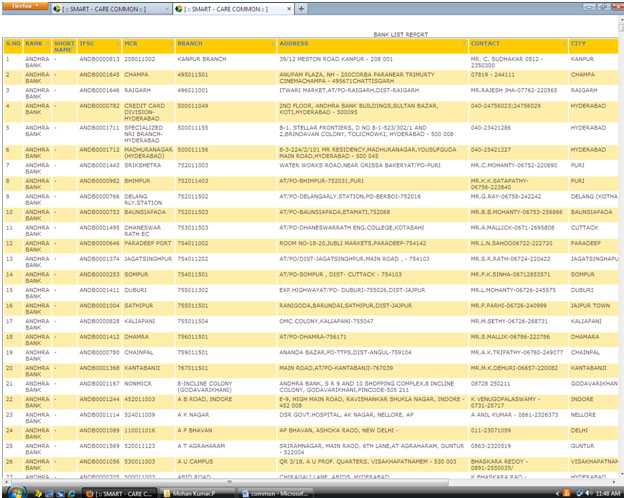 firefox
[ :: SMART - CARE COMMON :: ]
[ :: SMART - CARE COMMON :: ]
BANK LIST REPORT
S.NO BANK SHORT NAME IFSC MCR BRANCH ADDRESS CONTACT CITY
1 ANDHRA BANK - ANDB0000813 208011002 KANPUR BRANCH 39/12 MESTON ROAD KANPUR - 208 001 MR. C. SUDHAKAR 0512 - 2350300 KANPUR
2 ANDHRA BANK - ANDB0001645 CHAMPA 495011501 ANUPAM PLAZA, NH - 200CORBA PARANEAR TRIMURTY CINEMACHAMPA - 495671CHATTISGARH 07819 - 244111 CHAMPA
4 ANDHRA BANK - ANDB0001646 RAIGARH 496011001 ITWARI MARKET,AT/PO-RAIGARH,DIST-RAIGARH MR.RAJESH JHA-07762-220565 RAIGARH
4 ANDHRA BANK - ANDB0000782 CREDIT CARD DIVISION-HYDERABAD 500011049 2ND FLOOR, ANDHRA BANK BUILDINGS,SULTAN BAZAR, KOTI,HYDERABAD - 500095 040-24756023;24756029 HYDERABAD
5 ANDHRA BANK - ANDB0001711 SPECIALIZED NRI BRANCH-HYDERABAD 500011155 8-1, STELLAR FRONTIERS, D NO 8-1-523/302/1 AND 2,BRINDAVAN COLONY, TOLICHOWKI, HYDERABAD - 500 008 040-23421286 HYDERABAD
6 ANDHRA BANK - ANDB0001712 MADHURANAGAR (HYDERABAD) 500011156 8-3-224/2/101 MR RESIDENCY,MADHURANAGAR,YOUSUFGUDA MAIN ROAD,HYDERABAD - 500 045 040-23421227 HYDERABAD
7 ANDHRA BANK - ANDB0001443 SRIKSHETRA 752011003 WATER WORKS ROAD,NEAR ORISSA BAKERYAT/PO-PURI MR.C.MOHANTY-06752-220690 PURI
8 ANDHRA BANK - ANDB0000982 BHIMPUR 752011403 AT/PO-BHIMPUR-752031,PURI MR.K.K.SATAPATHY-06756-223840 PURI
9 ANDHRA BANK - ANDB0000766 DELANG RLY.STATION 752011502 AT/PO-DELANGARLY.STATION,PO-BERBOI-752016 MR.G.RAY-06758-242242 DELANG (KOTHA
10 ANDHRA BANK - ANDB0000753 BAUNSIAPADA 752011503 AT/PO-BAUNSIAPADA,ETAMATI,752068 MR.B.B.MOHANTY-06753-256866 BAUNSIAPADA
11 ANDHRA BANK - ANDB0001495 DHANESWAR RATH EC 753011503 AT/PO-DHANESWARRATH ENG.COLLEGE,KOTASAHI MR.A.MALLICK-0671-2695808 CUTTACK
12 ANDHRA BANK - ANDB0000646 PARADEEP PORT 754011002 ROOM NO-18-20,JUBLI MARKETS,PARADEEP-754142 MR.L.N.SAHOO06722-222720 PARADEEP
13 ANDHRA BANK - ANDB0001374 JAGATSINGHPUR 754011202 AT/PO/DIST-JAGATSINGHPUR,MAIN ROAD , - 754103 MR.S.R.RATH-06724-220422 JAGATSINGHAPU
14 ANDHRA BANK - ANDB0000253 SOMPUR 754011501 AT/PO-SOMPUR , DIST- CUTTACK - 754103 MR.P.K.SINHA-06712853571 SOMPUR
15 ANDHRA BANK - ANDB0001411 DUBURI 755011302 EXP.HIGHWAYAT/PO- DUBURI-755026,DIST-JAJPUR MR.L.MOHANTY-06726-245575 DUBURI
16 ANDHRA BANK - ANDB0001004 SATHIPUR 755011501 RANIGODA,BARUNDAI,SATHIPUR,DIST-JAJPUR MR.P.PARHI-06726-240999 JAJPUR TOWN
17 ANDHRA BANK - ANDB0000828 KALIAPANI 755011504 OMC COLONY,KALIAPANI-755047 MR.M.SETHY-06726-268731 KALIAPANI
18 ANDHRA BANK - ANDB0001412 DHAMRA 756011501 AT/PO-DHAMRA-756171 MR.S.MALLIK-06786-222786 DHAMARA
19 ANDHRA BANK - ANDB0000780 CHAINPAL 759011501 ANANDA BAZAR,PO-TTPS,DIST-ANGUL-759104 MR.A.K.TRIPATHY-06760-249077 CHAINPAL
20 ANDHRA BANK - ANDB0001368 KANTABANJI 767011501 MAIN ROAD,AT/PO-KANTABANJI-767039 MR.M.K.DEHURI-06657-220082 KANTABANJI
21 ANDHRA BANK - ANDB0001167 NONMICR 8-INCLINE COLONY (GODAVARIKHANI) ANDHRA BANK, S R 9 AND 10 SHOPPING COMPLEX,8 INCLINE COLONY, GODAVARIKHANI, PINCODE-505 211 08728 250211 GODAVARIKHAN
22 ANDHRA BANK - ANDB0001244 452011003 A B ROAD, INDORE E-9, HIGH MAIN ROAD, RAVISHANKAR SHUKLA NAGAR, INDORE - 452 008 K VENUGOPALASWAMY - 0731-25717 INDORE
23 ANDHRA BANK - ANDB0001114 524011009 A K NAGAR DSR GOVT.HOSPITAL, AK NAGAR, NELLORE, AP A ANIL KUMAR - 0861-2326373 NELLORE
24 ANDHRA BANK - ANDB0001089 110011016 A P BHAVAN AP BHAVAN, ASHOKA RAOD, NEW DELHI - 011-23071059 DELHI
25 ANDHRA BANK - ANDB0001569 520011123 A T AGRAHARAM SRIRAMNAGAR, MAIN RAOD, 6TH LANE,AT AGRAHARAM, GUNTUR - 522004 0863-2320519 GUNTUR
26 ANDHRA BANK - ANDB0001056 530011003 A U CAMPUS QR 3/18, A U PROF. QUARTERS, VISAKHAPATNAMEM - 530 003 BHASKARA REDDY - 0891-2550035/ VISAKHAPATNAM
start
[ :: SMART - CARE C...
Mohan Kumar.P
common - Microsof...
11:48 AM